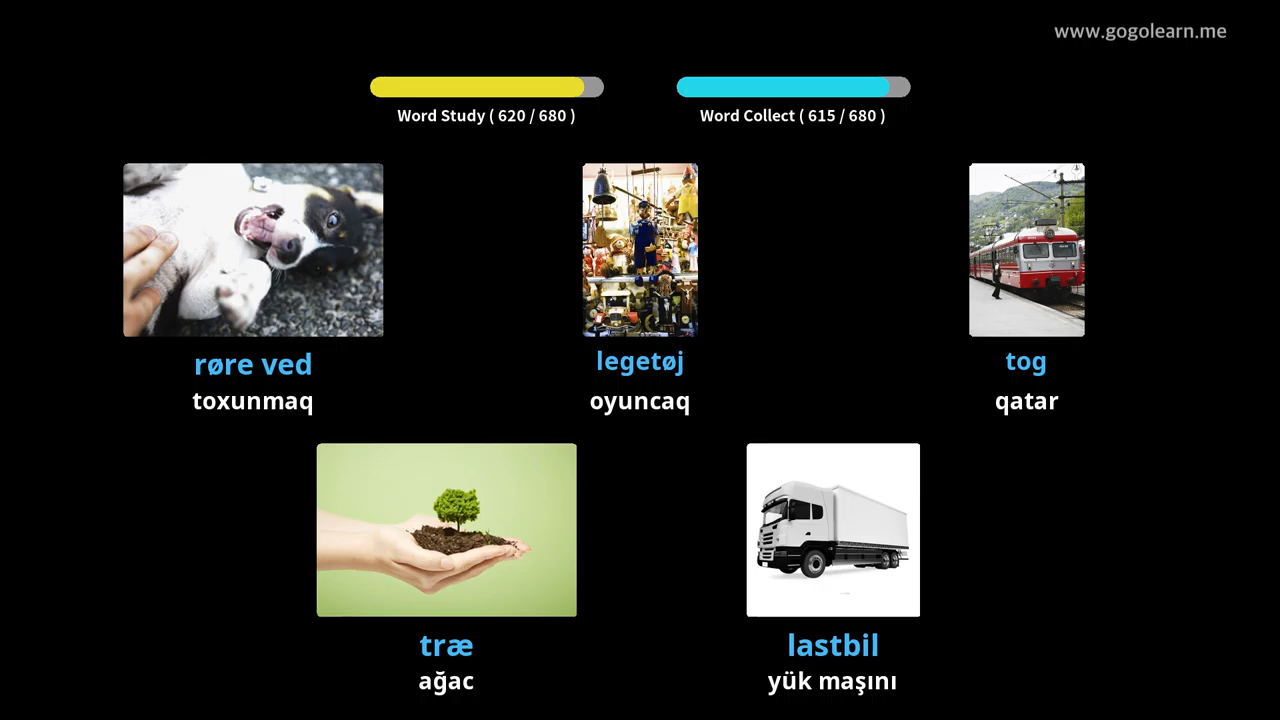 www.gogolearn.me
Word Study ( 620 / 680 )
Word Collect ( 615 / 680 )
røre ved
toxunmaq
legetøj
oyuncaq
tog
qatar
træ
ağac
lastbil
yük maşını